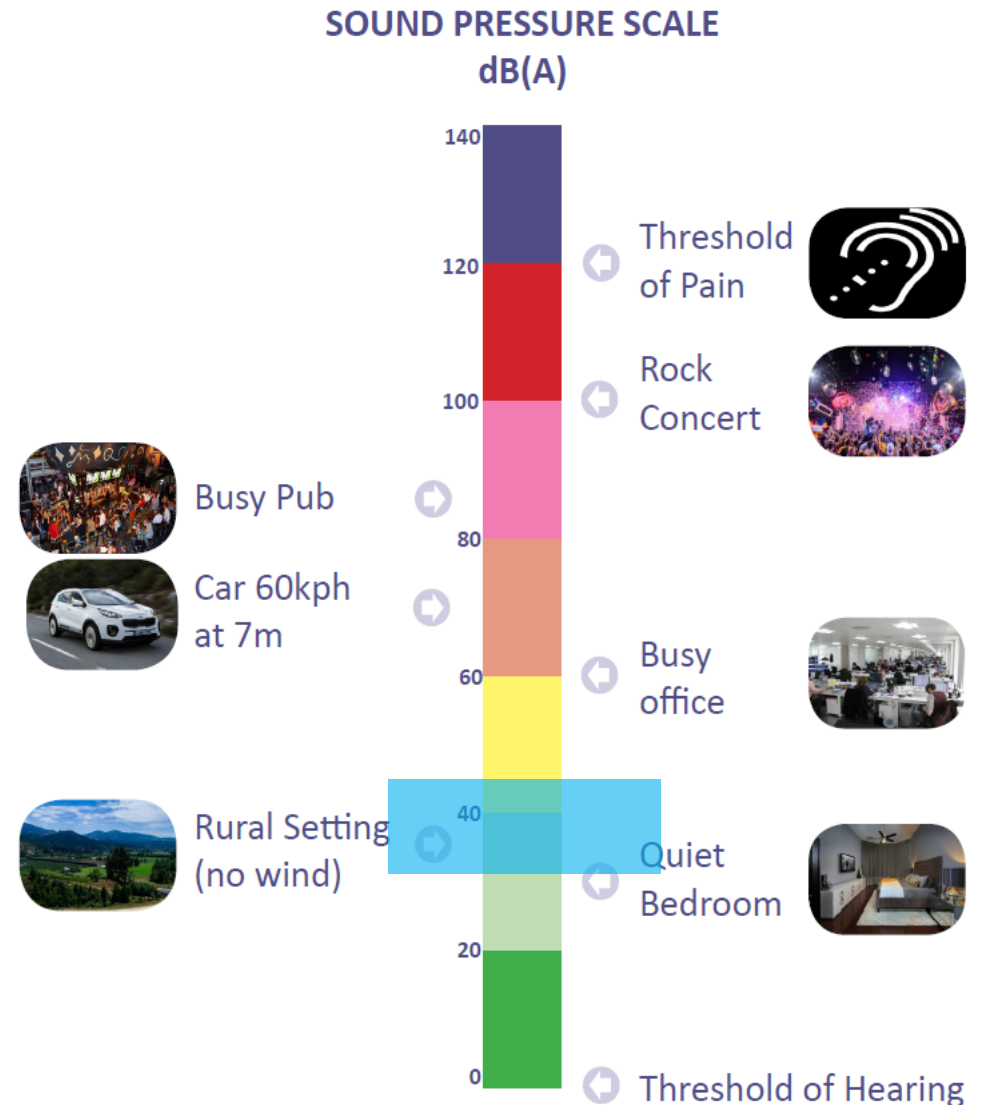 SOUND PRESSURE SCALE
dB(A)
140
Threshold
of Pain
120
Rock
Concert
100
Busy Pub
80
Car 60kph
at 7m
Busy
office
60
40
Rural Setting
(no wind)
Quiet
Bedroom
20
0
Threshold of Hearing